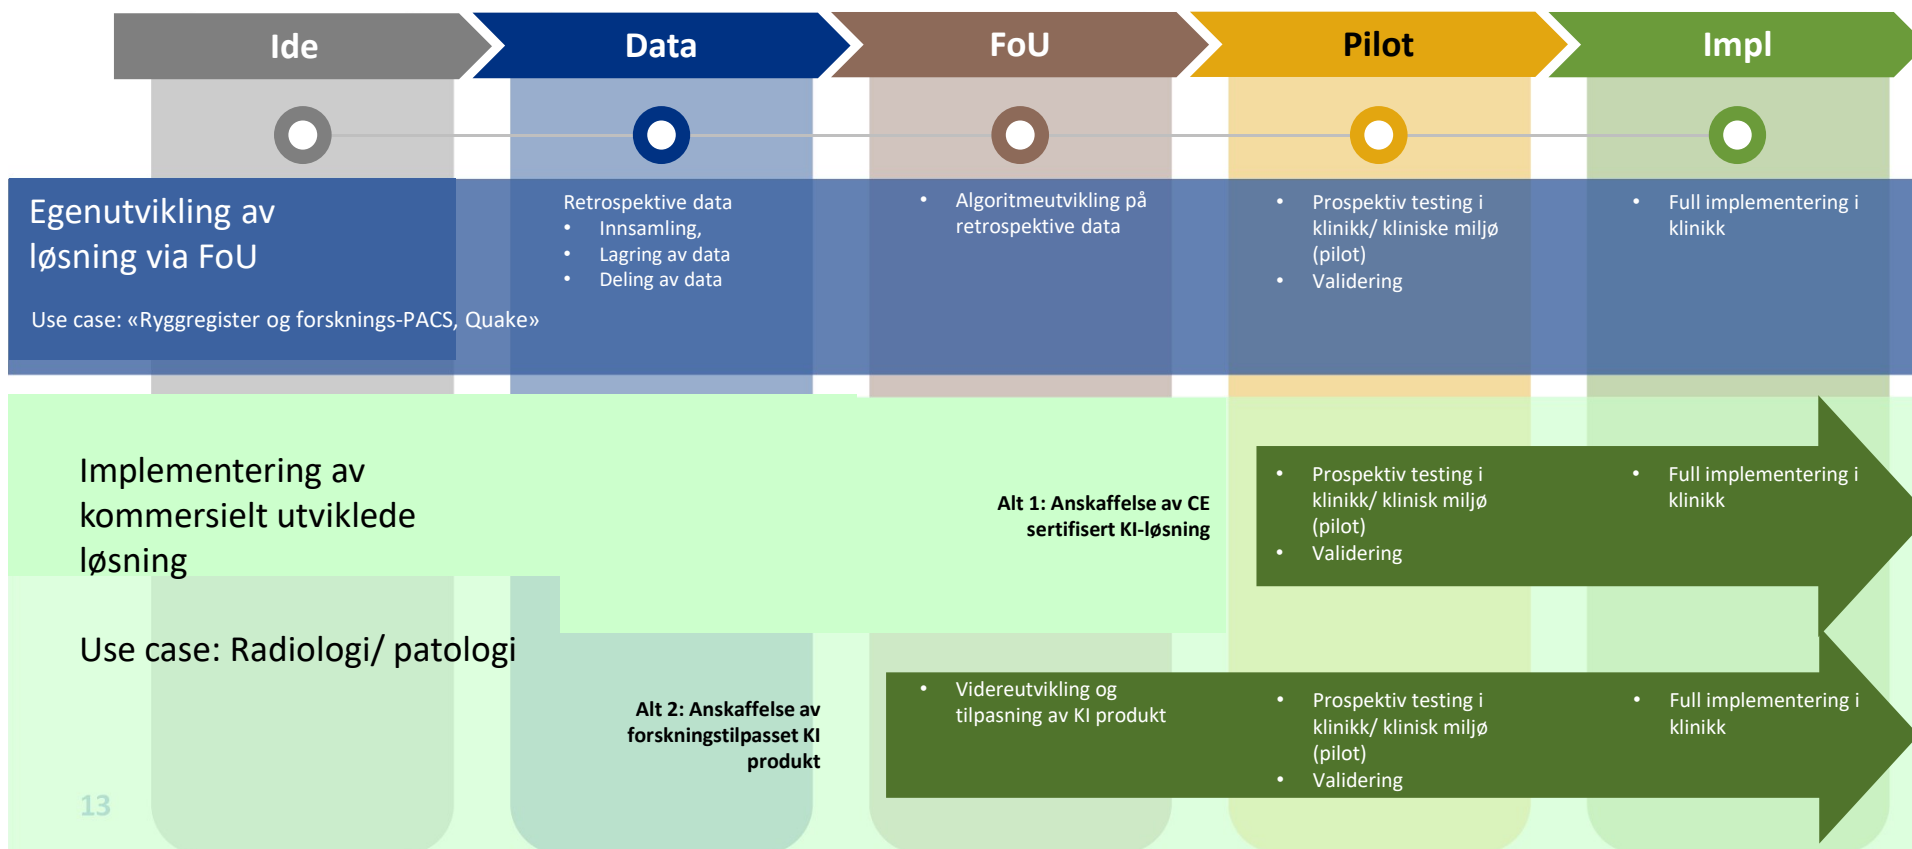 Ide
Data
FoU
Pilot
Impl
Egenutvikling av
løsning via FoU
Use case: «Ryggregister og forsknings-PACS, Quake»
Retrospektive data
• Innsamling,
• Lagring av data
• Deling av data
• Algoritmeutvikling på
retrospektive data
• Prospektiv testing i
klinikk/ kliniske miljø
(pilot)
• Validering
• Full implementering i
klinikk
Implementering av
kommersielt utviklede
løsning
Use case: Radiologi/ patologi
Alt 1: Anskaffelse av CE
sertifisert KI-løsning
• Prospektiv testing i
klinikk/ klinisk miljø
(pilot)
• Validering
• Full implementering i
klinikk
Alt 2: Anskaffelse av
forskningstilpasset KI
produkt
• Videreutvikling og
tilpasning av KI produkt
• Prospektiv testing i
klinikk/ klinisk miljø
(pilot)
• Validering
• Full implementering i
klinikk
13